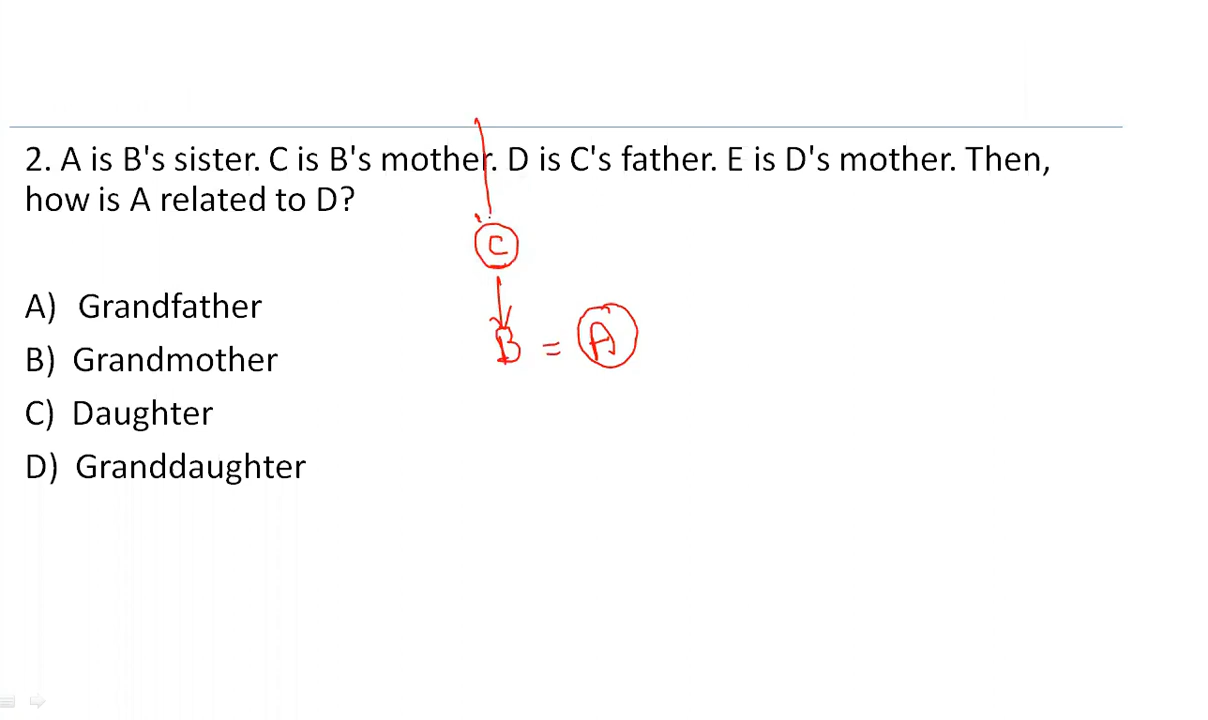 2. A is B's sister. C is B's mother. D is C's father. E is D's mother. Then,
how is A related to D?
C
A) Grandfather
B = A
B) Grandmother
C) Daughter
D) Granddaughter